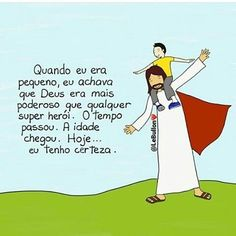 Quando eu era
pequeno, eu achava
que Deus era mais
poderoso que qualquer
super herói. O tempo
passou. A idade
chegou. Hoje...
eu tenho certeza.
@LeBullon